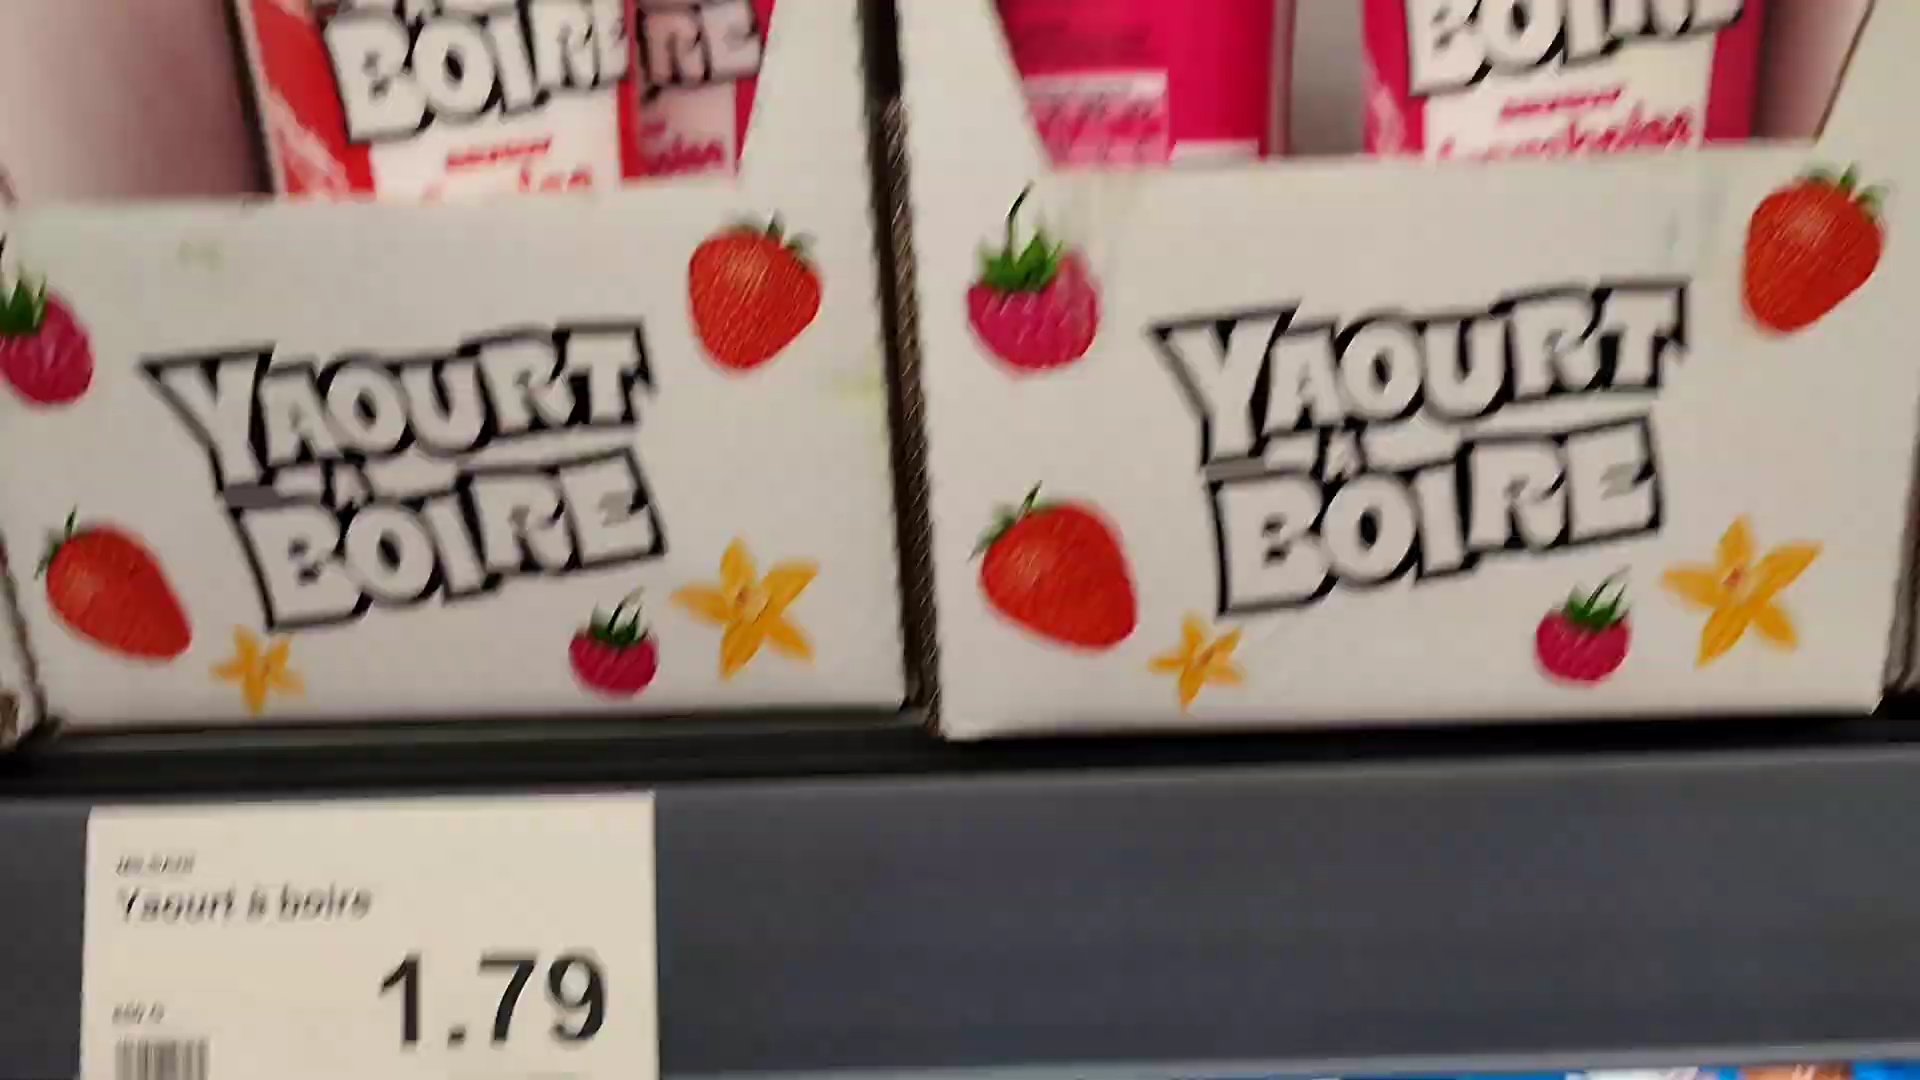 BOIRE
BOIRE
YAOURT
À
BOIRE
YAOURT
À
BOIRE
Yaourt à boire
1.79